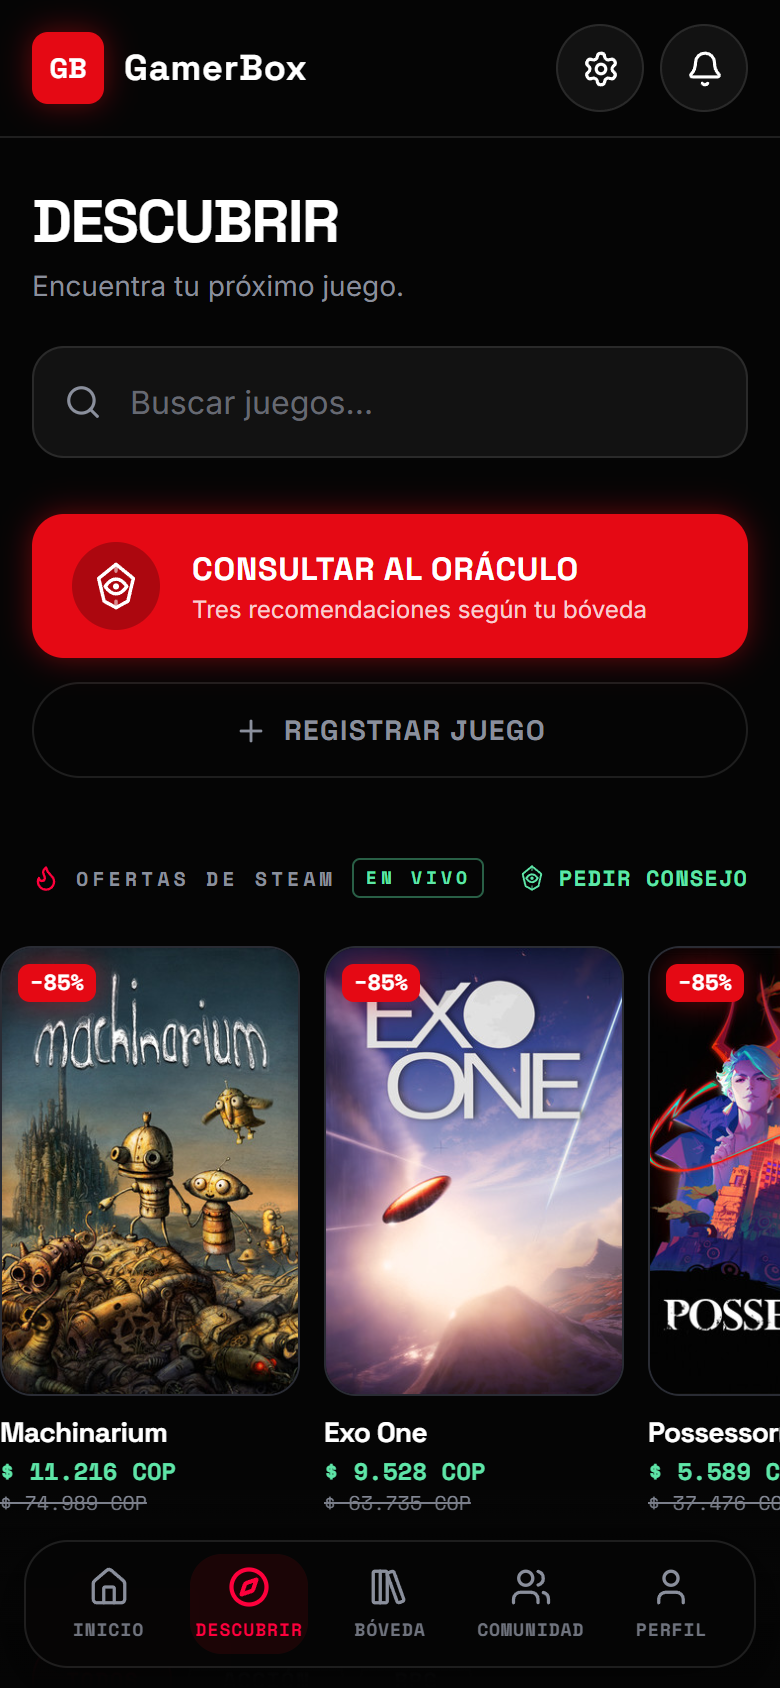 GB GamerBox
DESCUBRIR
Encuentra tu próximo juego.
Buscar juegos...
CONSULTAR AL ORÁCULO
Tres recomendaciones según tu bóveda
+ REGISTRAR JUEGO
OFERTAS DE STEAM EN VIVO PEDIR CONSEJO
-85% -85% -85%
machinarium
EXO
ONE
POSSE
Machinarium Exo One Possessor
$ 11.216 COP $ 9.528 COP $ 5.589 C
$ 74.989 COP $ 63.735 COP $ 37.476 CO
INICIO DESCUBRIR BÓVEDA COMUNIDAD PERFIL